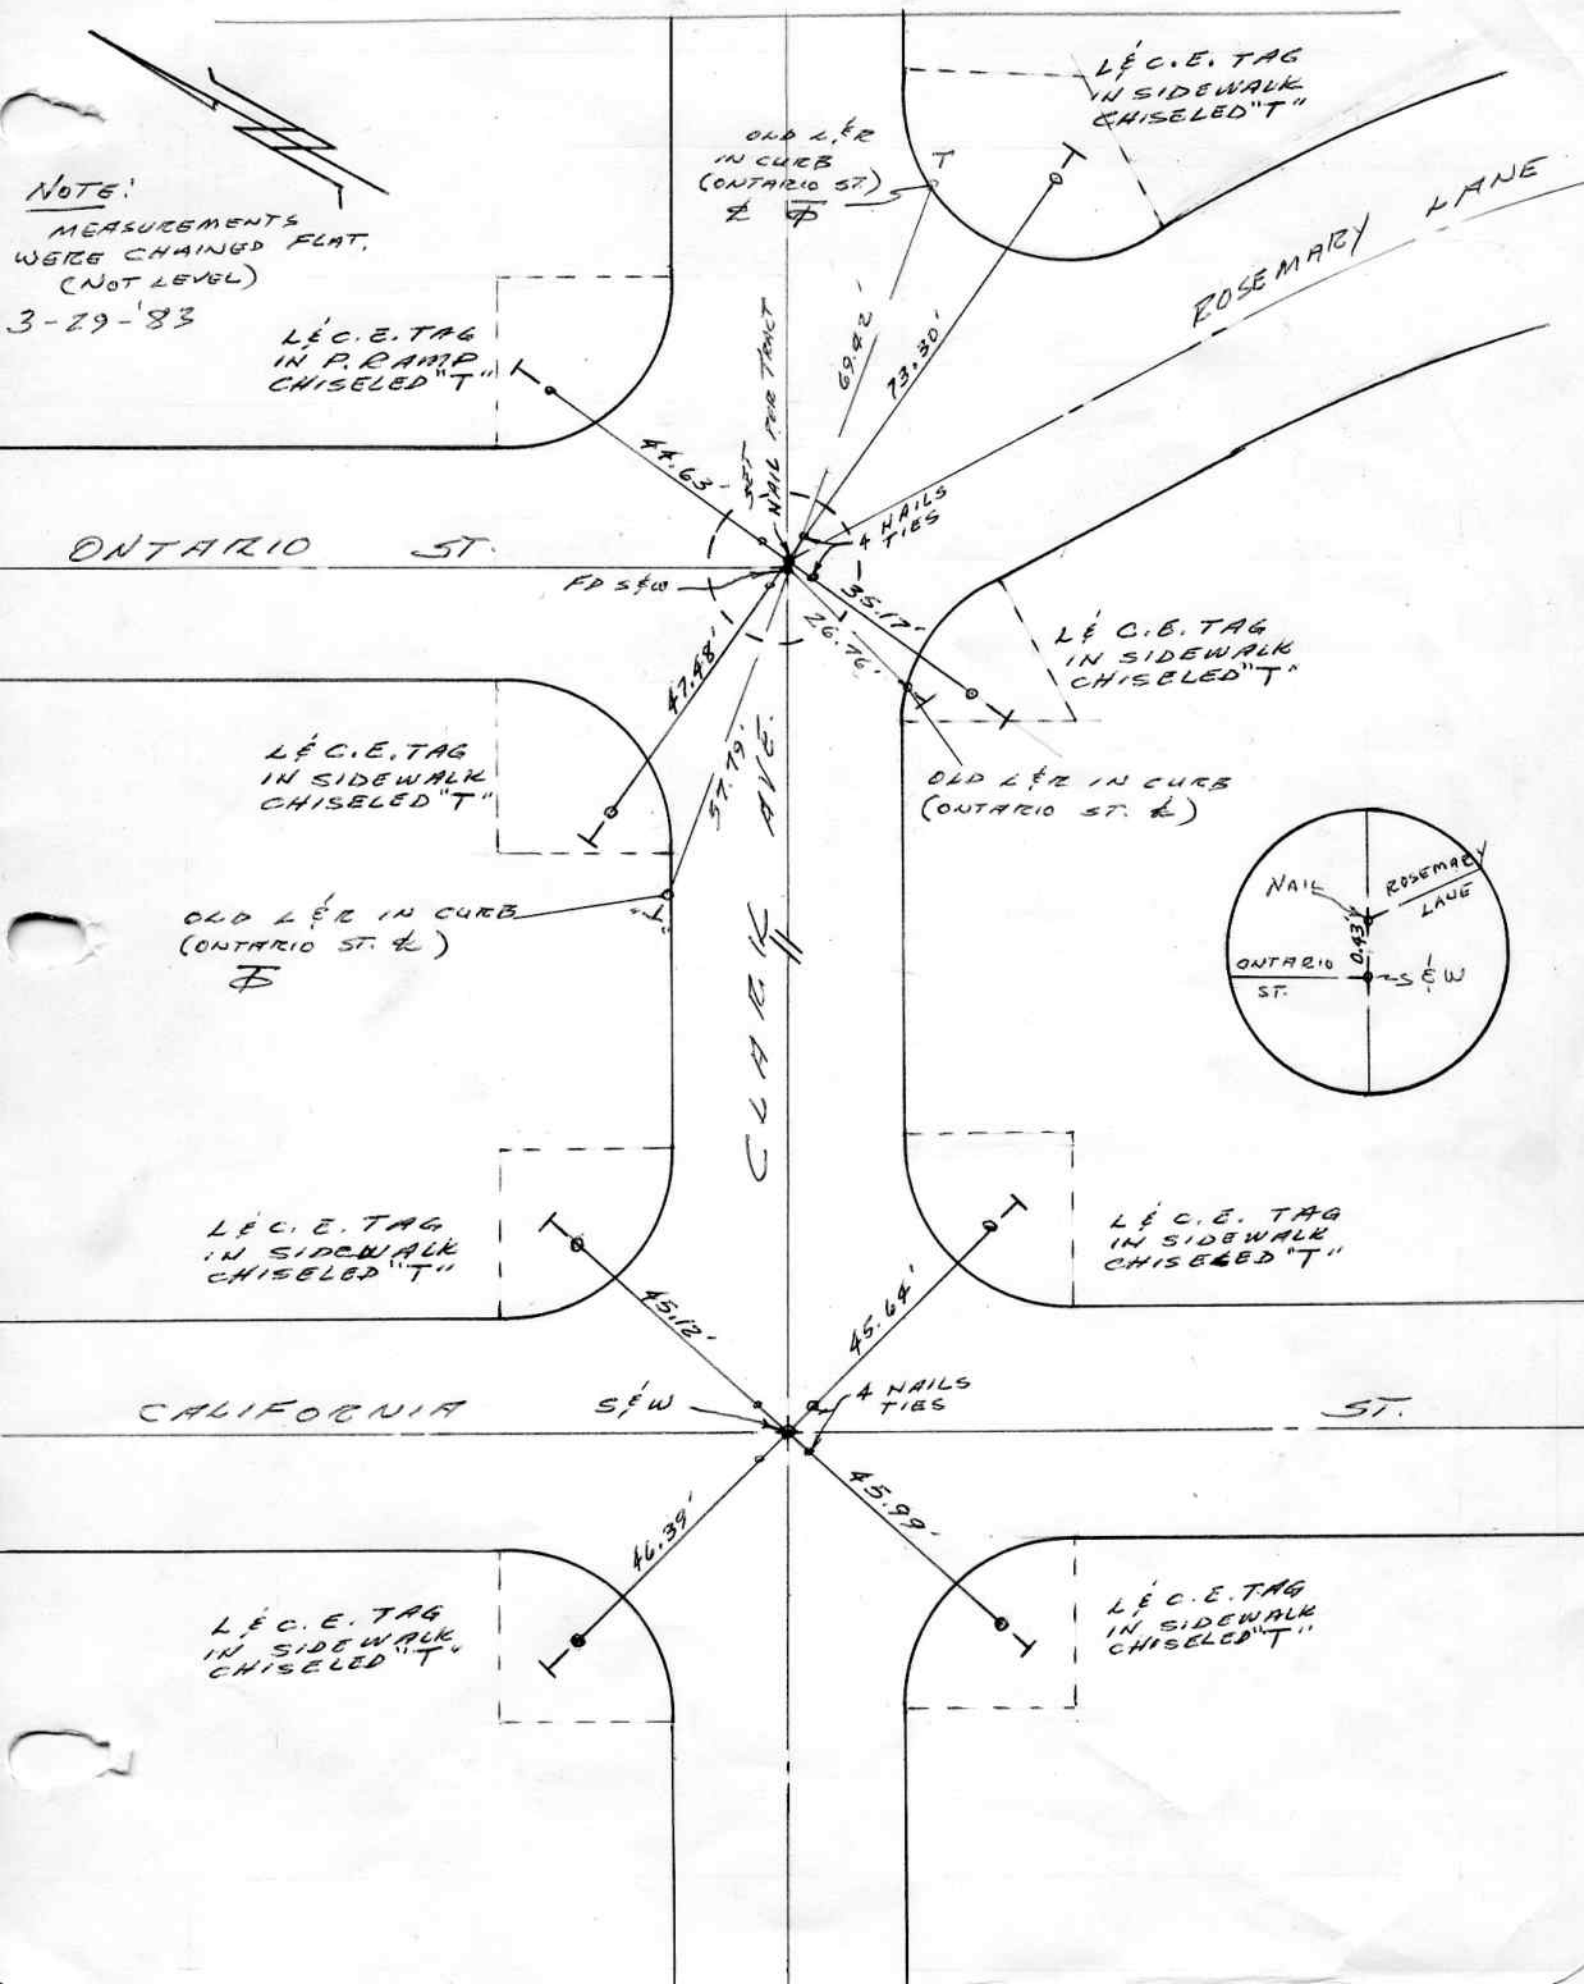 L & C.E. TAG
IN SIDEWALK
CHISELED "T"
OLD L & R
IN CURB
(ONTARIO ST.)
T
T
NOTE:
MEASUREMENTS
WERE CHAINED FLAT.
(NOT LEVEL)
3-29-'83
ROSEMARY LANE
L & C.E. TAG
IN P. RAMP
CHISELED "T"
T
69.42'
73.30'
44.63'
SET
NAIL FOR TRACT
4 NAILS
TIES
ONTARIO ST.
FD S & W
35.17'
26.76'
47.48'
57.79'
L & C.E. TAG
IN SIDEWALK
CHISELED "T"
T
T
L & C.E. TAG
IN SIDEWALK
CHISELED "T"
T
OLD L & R IN CURB
(ONTARIO ST. ℄)
OLD L & R IN CURB
(ONTARIO ST. ℄)
"T"
CLARK AVE.
NAIL
ROSEMARY
LANE
0.43'
ONTARIO
ST.
S & W
L & C.E. TAG
IN SIDEWALK
CHISELED "T"
T
T
L & C.E. TAG
IN SIDEWALK
CHISELED "T"
45.12'
45.64'
CALIFORNIA ST.
S & W
4 NAILS
TIES
46.39'
45.99'
L & C.E. TAG
IN SIDEWALK
CHISELED "T"
T
T
L & C.E. TAG
IN SIDEWALK
CHISELED "T"